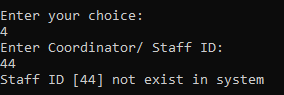 Enter your choice:
4
Enter Coordinator/ Staff ID:
44
Staff ID [44] not exist in system